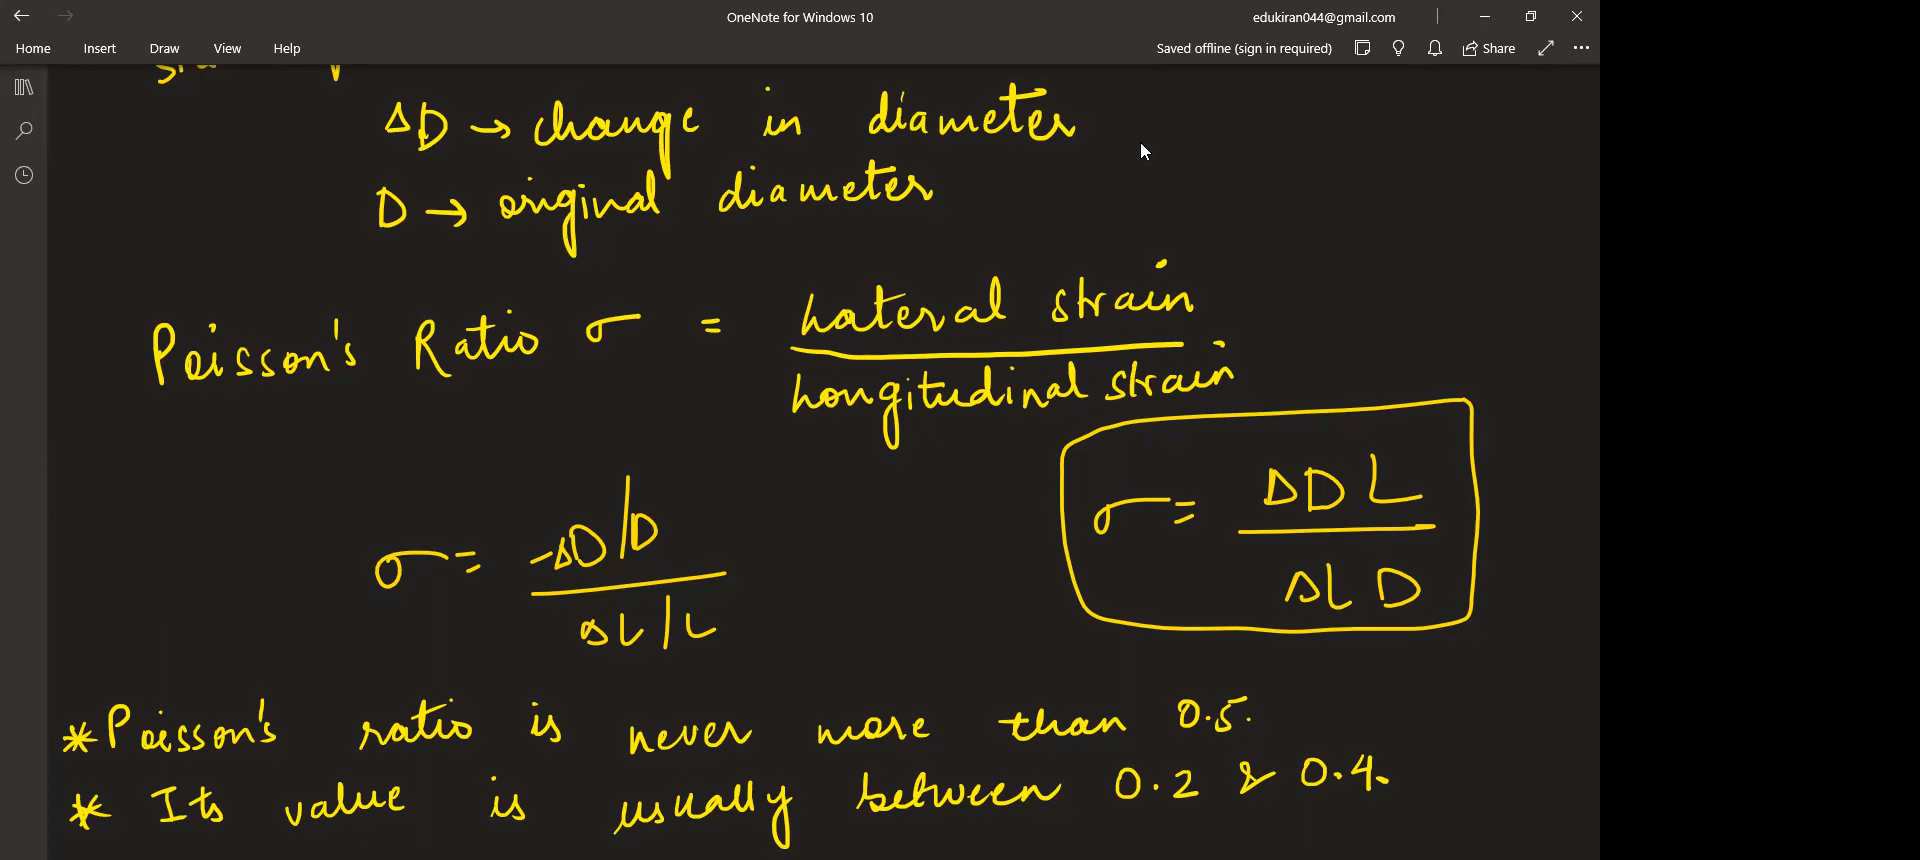 OneNote for Windows 10
edukiran044@gmail.com
Home Insert Draw View Help
Saved offline (sign in required) Share
ΔD → change in diameter
D → original diameter
Poisson's Ratio σ = Lateral strain / Longitudinal strain
σ = -ΔD/D / ΔL/L
σ = ΔD L / ΔL D
* Poisson's ratio is never more than 0.5.
* Its value is usually between 0.2 & 0.4.